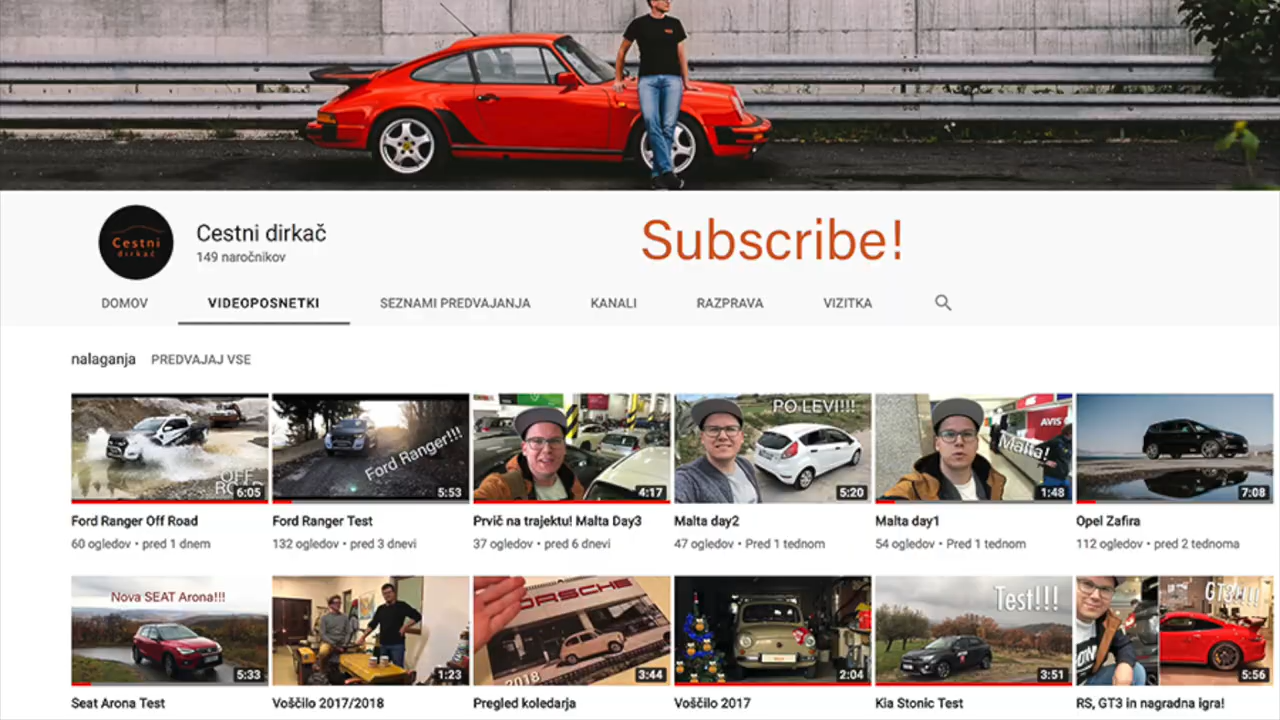 Cestni
dirkač
Cestni dirkač
149 naročnikov
Subscribe!
DOMOV VIDEOPOSNETKI SEZNAMI PREDVAJANJA KANALI RAZPRAVA VIZITKA
nalaganja PREDVAJAJ VSE
OFF
6:05
Ford Ranger!!!
5:53
4:17
PO LEVI!!!
5:20
AVIS
Malta!
1:48
7:08
Ford Ranger Off Road
60 ogledov • pred 1 dnem
Ford Ranger Test
132 ogledov • pred 3 dnevi
Prvič na trajektu! Malta Day3
37 ogledov • pred 6 dnevi
Malta day2
47 ogledov • Pred 1 tednom
Malta day1
54 ogledov • Pred 1 tednom
Opel Zafira
112 ogledov • pred 2 tednoma
Nova SEAT Arona!!!
5:33
1:23
PORSCHE
2018
3:44
2:04
Test!!!
3:51
5:56
Seat Arona Test
Voščilo 2017/2018
Pregled koledarja
Voščilo 2017
Kia Stonic Test
RS, GT3 in nagradna igra!